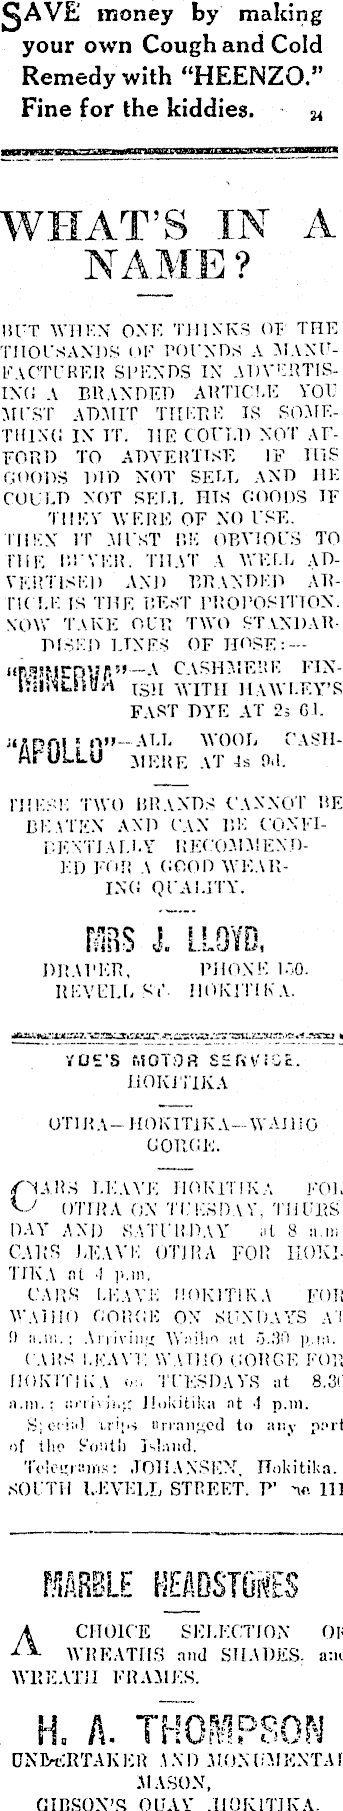 SAVE money by making
your own Cough and Cold
Remedy with "HEENZO."
Fine for the kiddies. 24
WHAT'S IN A
NAME?
BUT WHEN ONE THINKS OF THE
THOUSANDS OF POUNDS A MANU-
FACTURER SPENDS IN ADVERTIS-
ING A BRANDED ARTICLE YOU
MUST ADMIT THERE IS SOME-
THING IN IT. HE COULD NOT AF-
FORD TO ADVERTISE IF HIS
GOODS DID NOT SELL AND HE
COULD NOT SELL HIS GOODS IF
THEY WERE OF NO USE.
THEN IT MUST BE OBVIOUS TO
THE BUYER. THAT A WELL AD-
VERTISED AND BRANDED AR-
TICLE IS THE BEST PROPOSITION.
NOW TAKE OUR TWO STANDAR-
DISED LINES OF HOSE:—
"MINERVA"—A CASHMERE FIN-
ISH WITH HAWLEY'S
FAST DYE AT 2s 6d.
"APOLLO"—ALL WOOL CASH-
MERE AT 4s 9d.
THESE TWO BRANDS CANNOT BE
BEATEN AND CAN BE CONFI-
DENTIALLY RECOMMEND-
ED FOR A GOOD WEAR-
ING QUALITY.
MRS J. LLOYD,
DRAPER, PHONE 150.
REVELL St. HOKITIKA.
YUE'S MOTOR SERVICE.
HOKITIKA
OTIRA—HOKITIKA—WAIHO
GORGE.
CARS LEAVE HOKITIKA FOR
OTIRA ON TUESDAY, THURS
DAY AND SATURDAY at 8 a.m
CARS LEAVE OTIRA FOR HOKI-
TIKA at 4 p.m.
CARS LEAVE HOKITIKA FOR
WAIHO GORGE ON SUNDAYS AT
9 a.m.; Arriving Waiho at 5.30 p.m.
CARS LEAVE WAIHO GORGE FOR
HOKITIKA on TUESDAYS at 8.30
a.m.; arriving Hokitika at 4 p.m.
Special trips arranged to any part
of the South Island.
Telegrams: JOHANSEN, Hokitika.
SOUTH REVELL STREET. P' ne 111
MARBLE HEADSTONES
A CHOICE SELECTION OF
WREATHS and SHADES. and
WREATH FRAMES.
H. A. THOMPSON
UNDERTAKER AND MONUMENTAL
MASON,
GIBSON'S QUAY HOKITIKA.